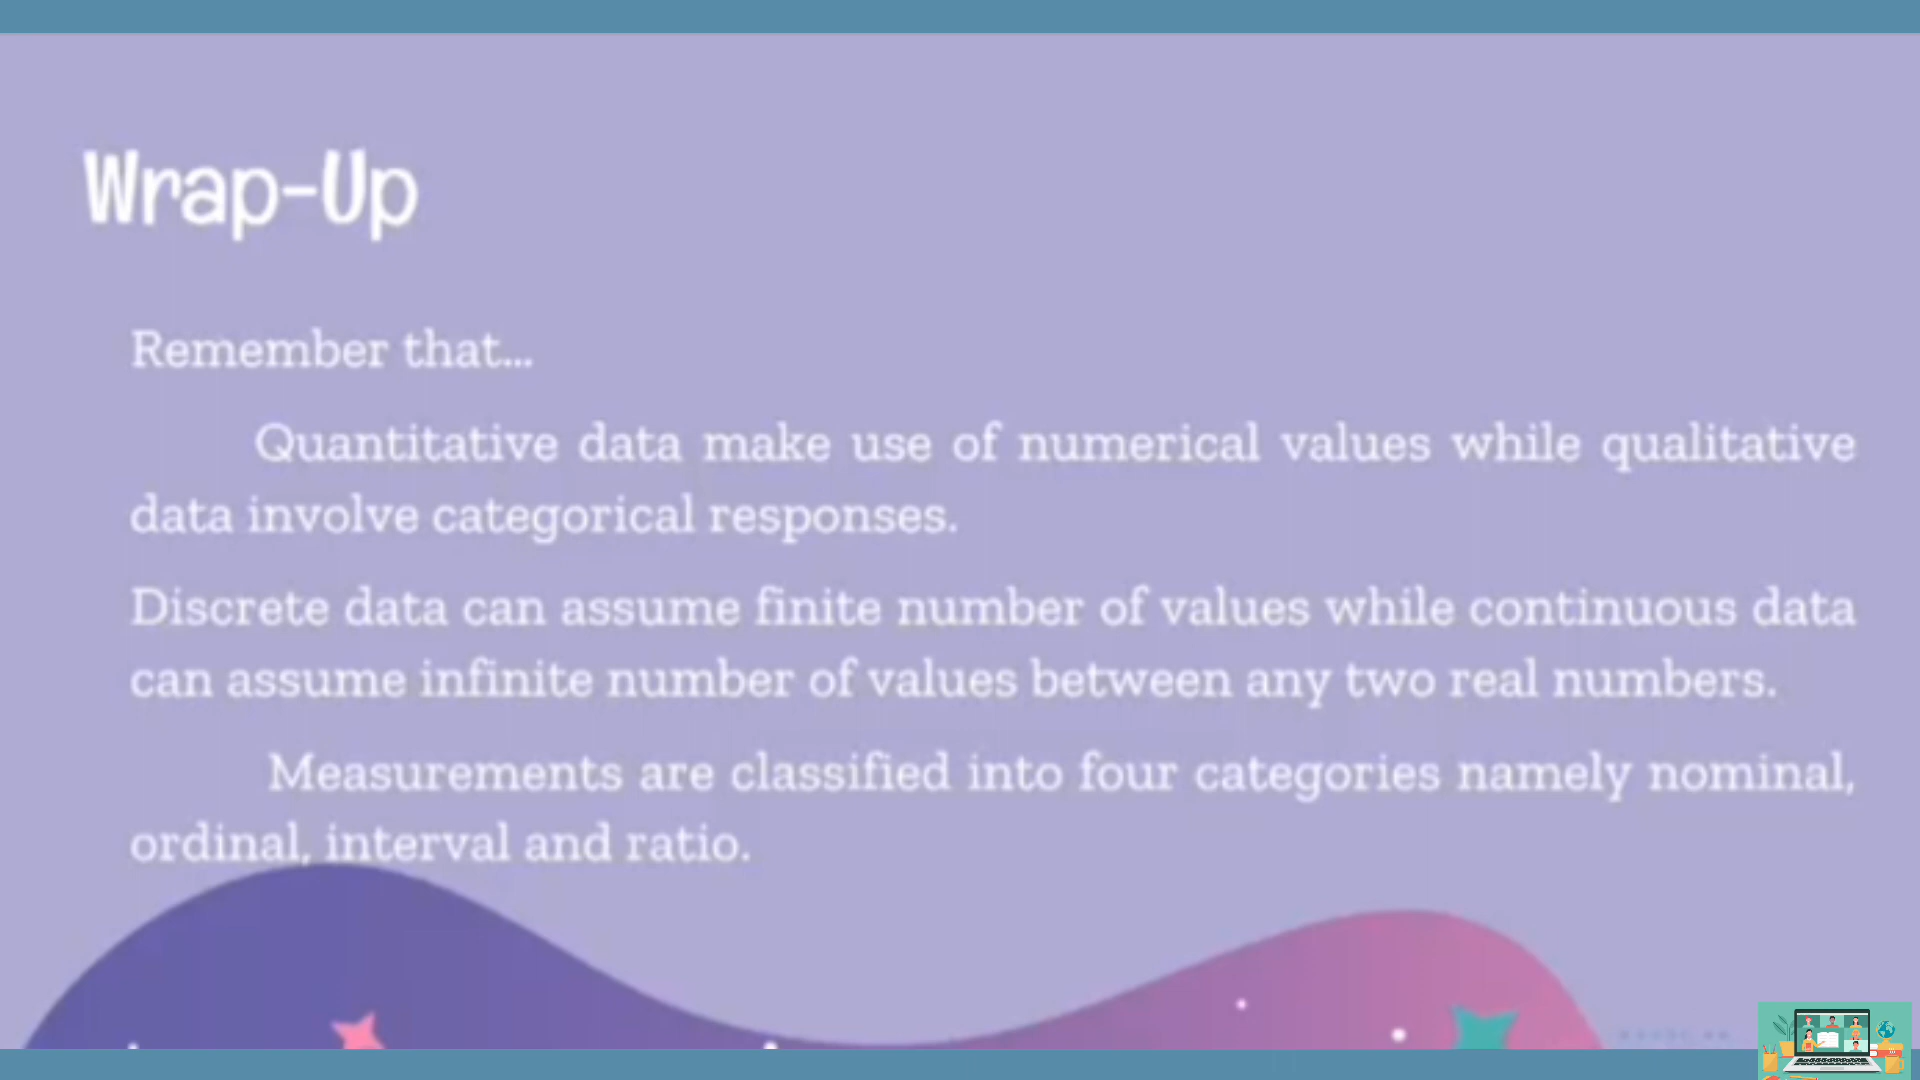 Wrap-Up
Remember that...
Quantitative data make use of numerical values while qualitative
data involve categorical responses.
Discrete data can assume finite number of values while continuous data
can assume infinite number of values between any two real numbers.
Measurements are classified into four categories namely nominal,
ordinal, interval and ratio.